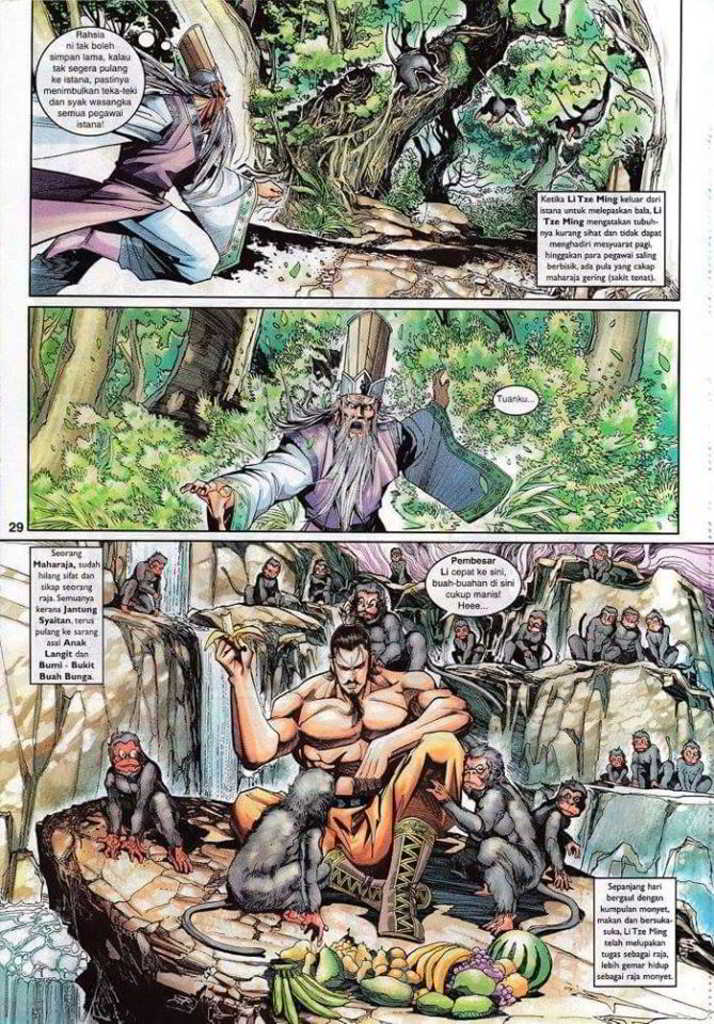 Rahsia
ni tak boleh
simpan lama, kalau
tak segera pulang
ke istana, pastinya
menimbulkan teka-teki
dan syak wasangka
semua pegawai
istana!
Ketika Li Tze Ming keluar dari
istana untuk melepaskan bala, Li
Tze Ming mengatakan tubuh-
nya kurang sihat dan tidak dapat
menghadiri mesyuarat pagi,
hinggakan para pegawai saling
berbisik, ada pula yang cakap
maharaja gering (sakit tenat).
Tuanku...
29
Seorang
Maharaja, sudah
hilang sifat dan
sikap seorang
raja. Semuanya
kerana Jantung
Syaitan, terus
pulang ke sarang
asal Anak
Langit dan
Bumi - Bukit
Buah Bunga.
Pembesar
Li cepat ke sini,
buah-buahan di sini
cukup manis!
Heee...
Sepanjang hari
bergaul dengan
kumpulan monyet,
makan dan bersuka-
suka, Li Tze Ming
telah melupakan
tugas sebagai raja,
lebih gemar hidup
sebagai raja monyet.